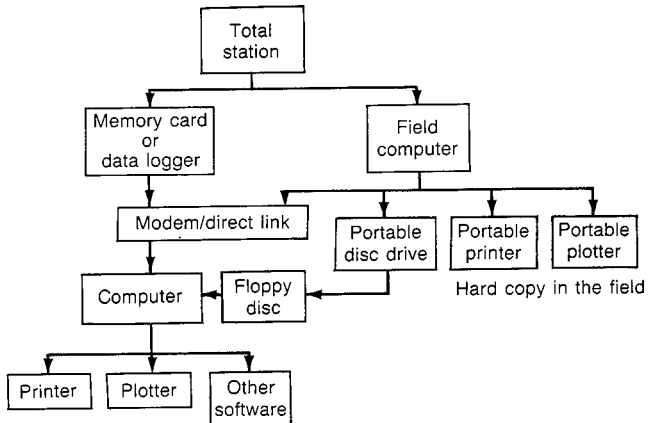 Total
station
Memory card
or
data logger
Field
computer
Modem/direct link
Portable
disc drive
Portable
printer
Portable
plotter
Hard copy in the field
Computer
Floppy
disc
Printer
Plotter
Other
software